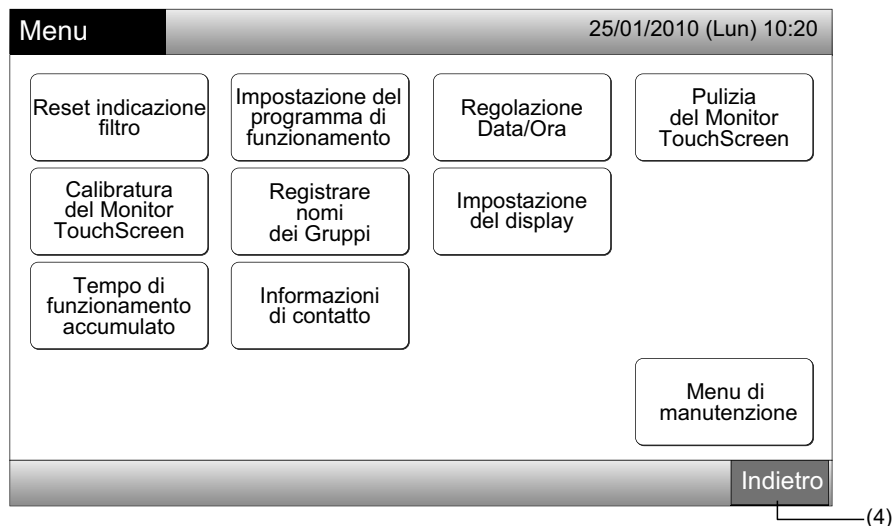 Menu
25/01/2010 (Lun) 10:20
Reset indicazione
filtro
Impostazione del
programma di
funzionamento
Regolazione
Data/Ora
Pulizia
del Monitor
TouchScreen
Calibratura
del Monitor
TouchScreen
Registrare
nomi
dei Gruppi
Impostazione
del display
Tempo di
funzionamento
accumulato
Informazioni
di contatto
Menu di
manutenzione
Indietro
(4)